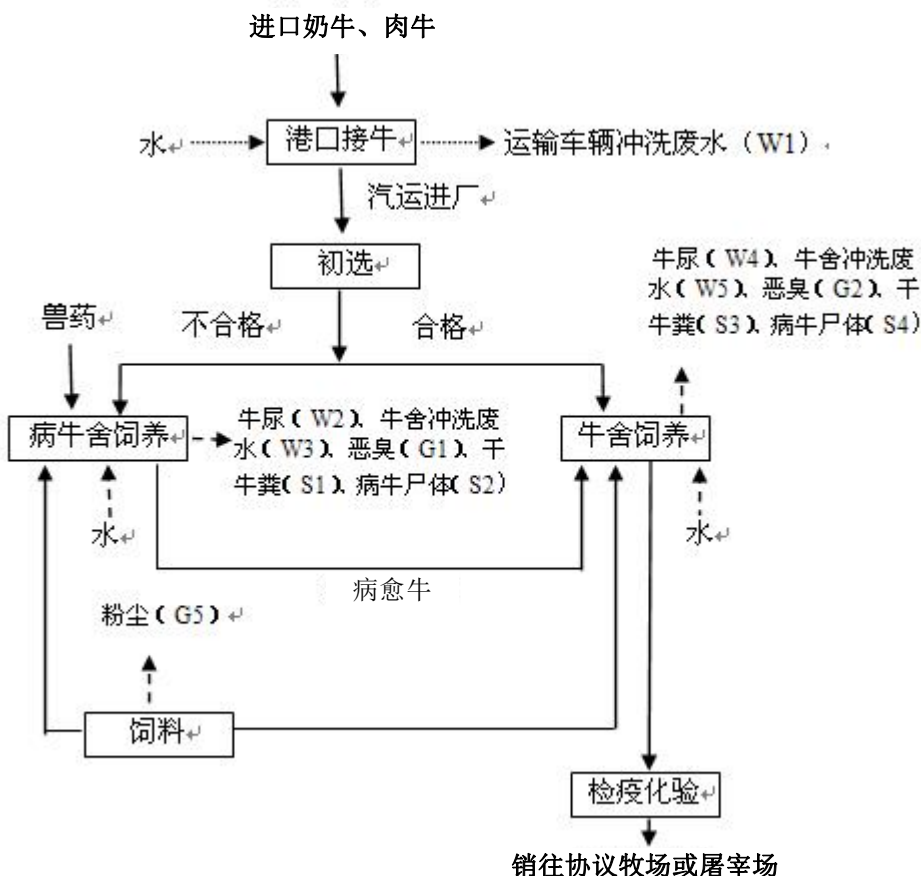 进口奶牛、肉牛
水
港口接牛
运输车辆冲洗废水（W1）
汽运进厂
初选
牛尿（W4）、牛舍冲洗废
水（W5）、恶臭（G2）、干
牛粪（S3）、病牛尸体（S4）
兽药
不合格
合格
病牛舍饲养
牛尿（W2）、牛舍冲洗废
水（W3）、恶臭（G1）、干
牛粪（S1）、病牛尸体（S2）
牛舍饲养
水
水
病愈牛
粉尘（G5）
饲料
检疫化验
销往协议牧场或屠宰场